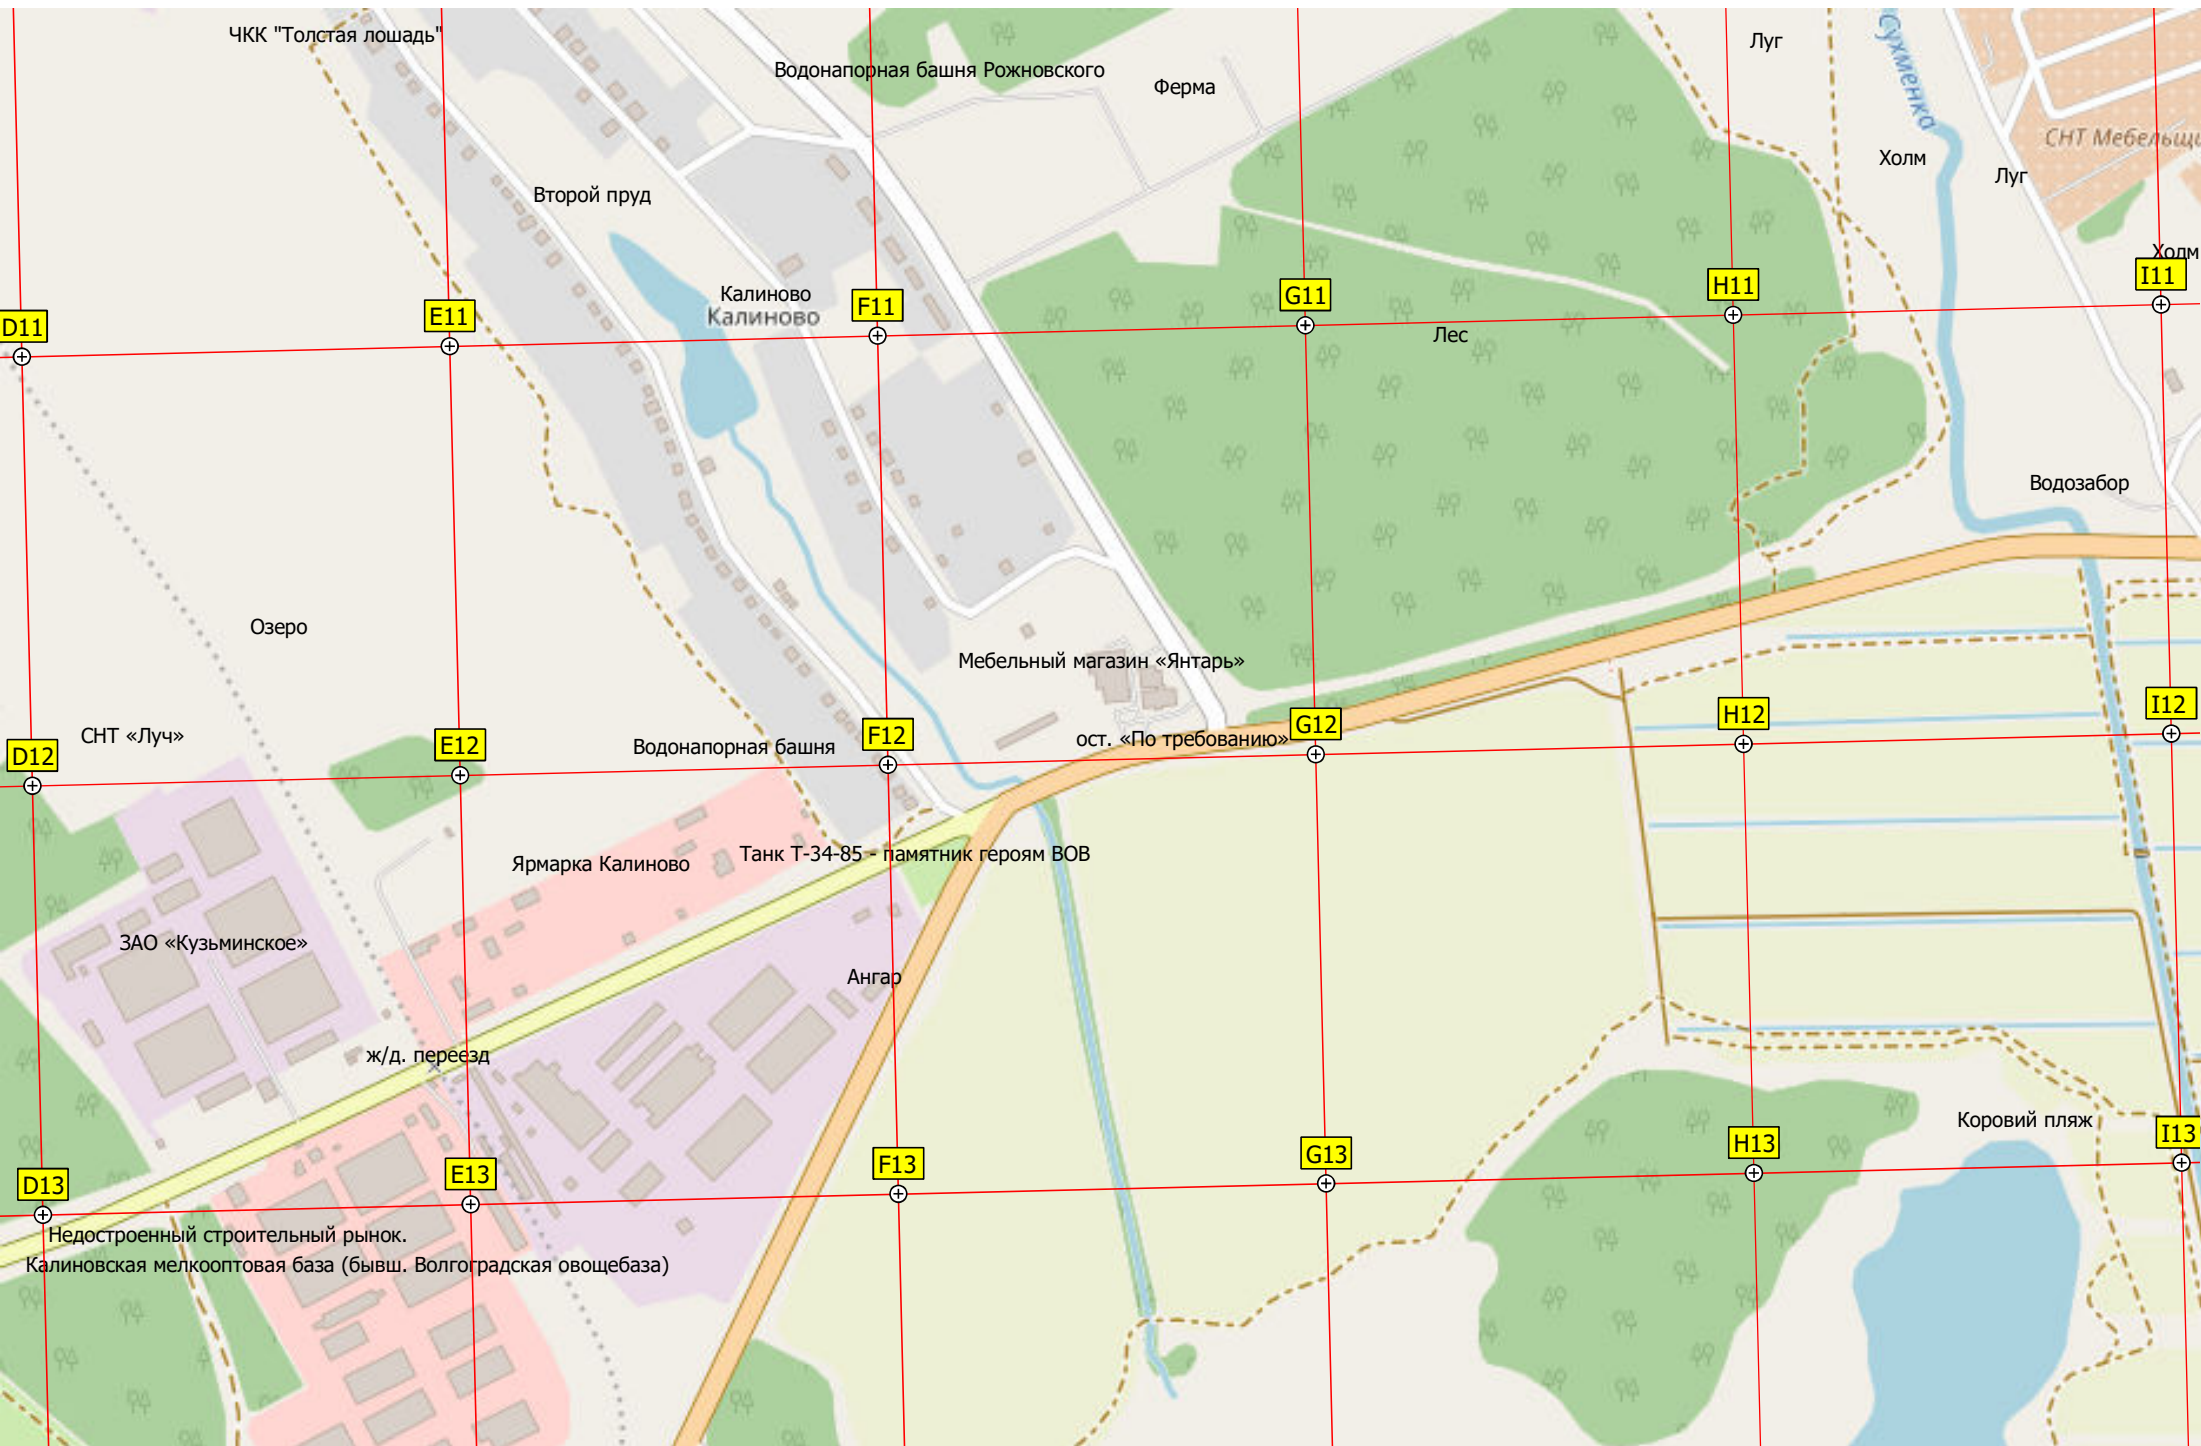 ЧКК "Толстая лошадь"
Луг
Сухменка
Водонапорная башня Рожновского
Ферма
СНТ Мебельщи
Холм
Луг
Второй пруд
Холм
Калиново
Калиново
D11
E11
F11
G11
H11
I11
Лес
Водозабор
Озеро
Мебельный магазин «Янтарь»
СНТ «Луч»
Водонапорная башня
ост. «По требованию»
D12
E12
F12
G12
H12
I12
Ярмарка Калиново
Танк Т-34-85 - памятник героям ВОВ
ЗАО «Кузьминское»
Ангар
ж/д. переезд
Коровий пляж
D13
E13
F13
G13
H13
I13
Недостроенный строительный рынок.
Калиновская мелкооптовая база (бывш. Волгоградская овощебаза)